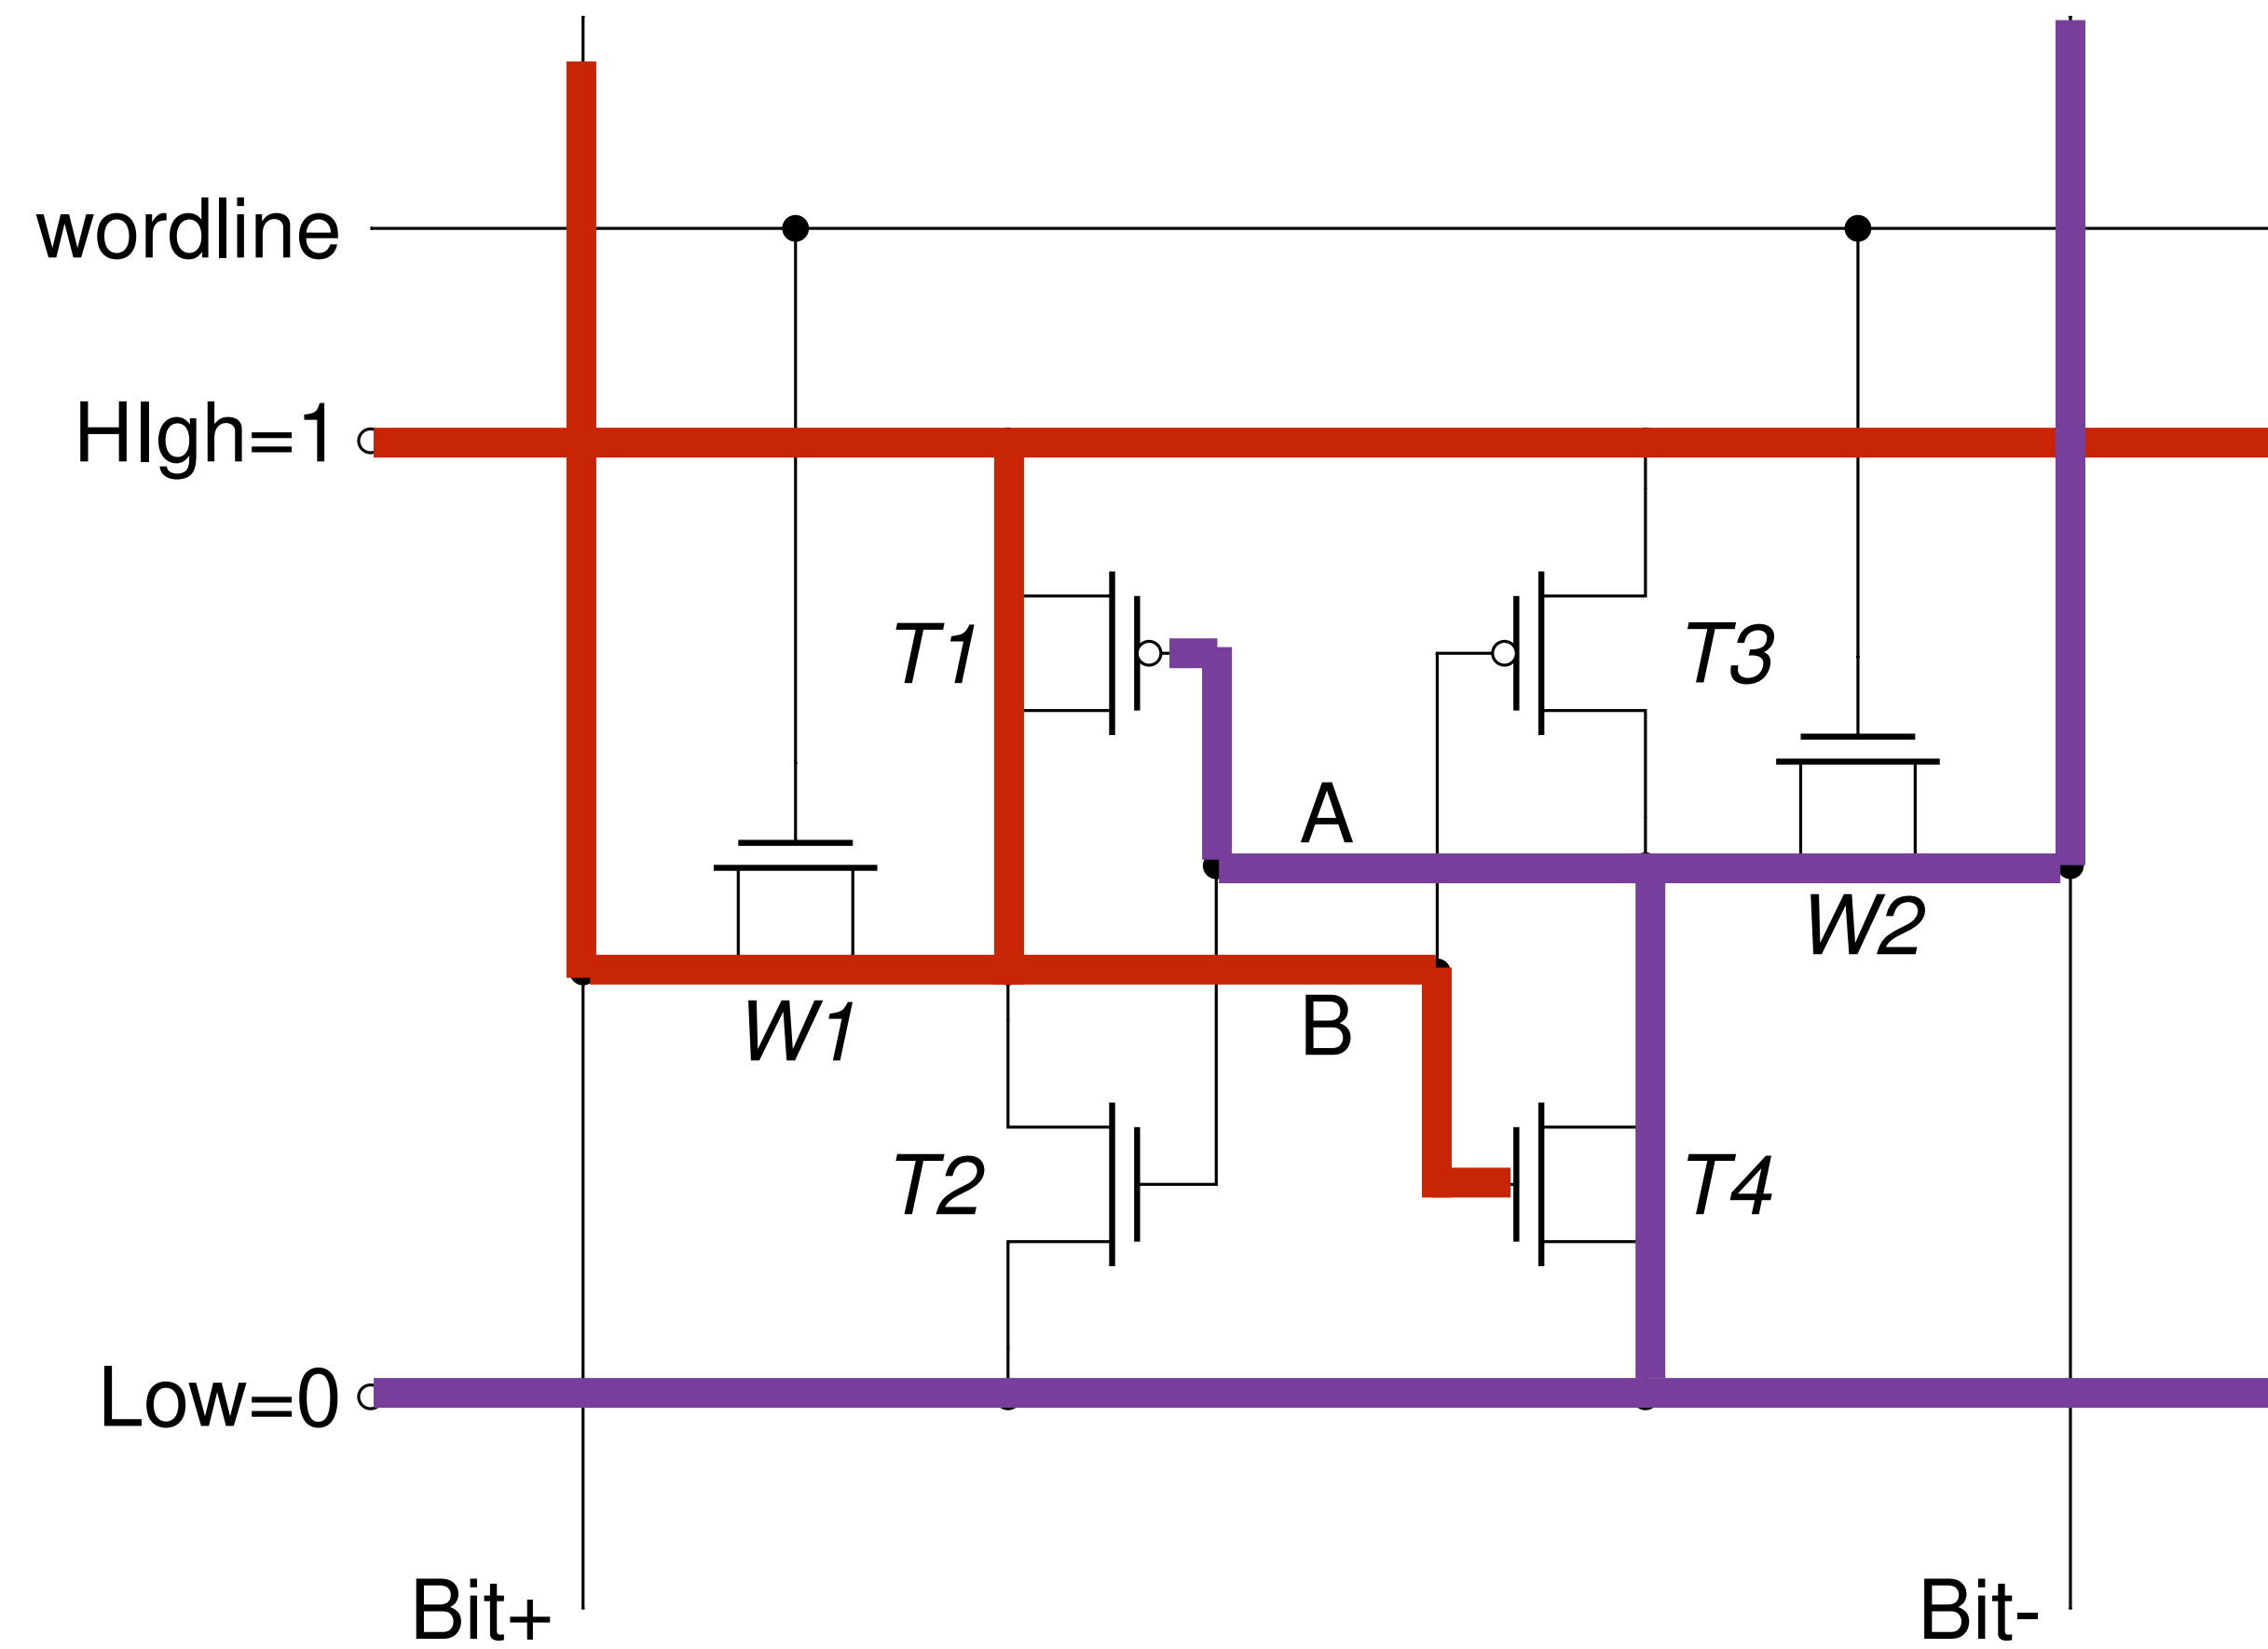 wordline
HIgh=1
T1
T3
A
W2
W1
B
T2
T4
Low=0
Bit+
Bit-